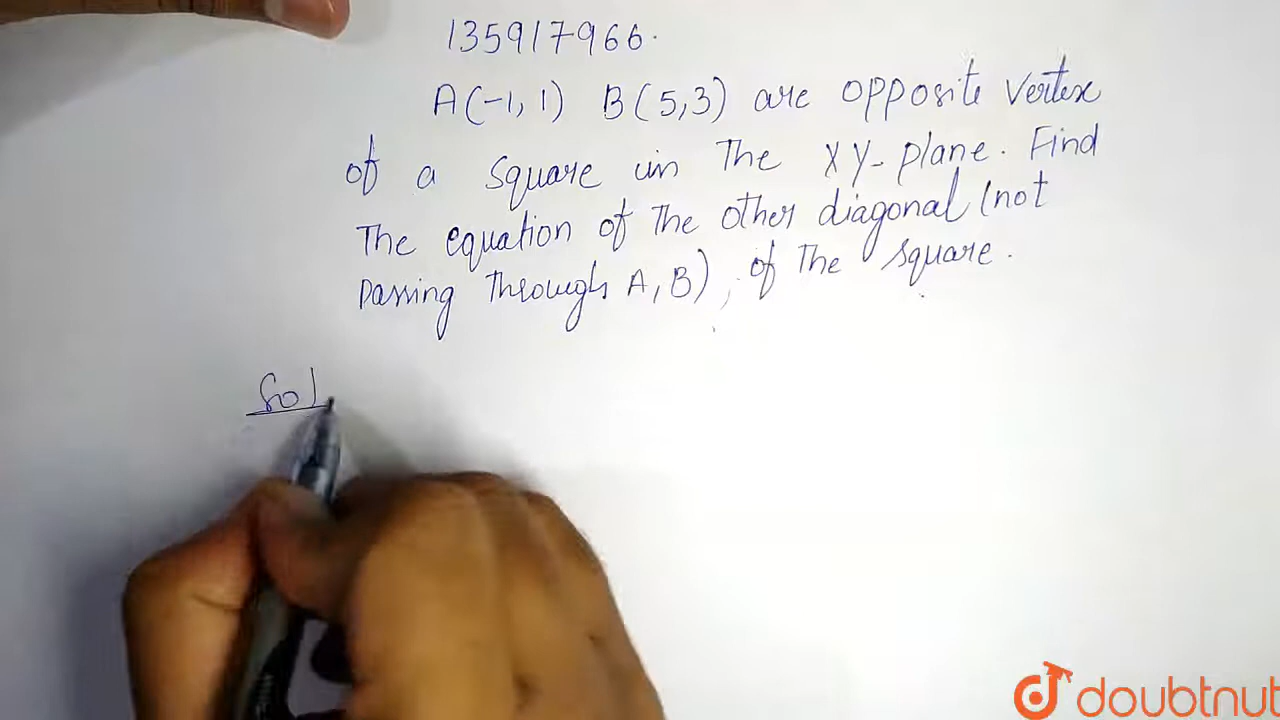 135917966.
A(-1, 1) B(5,3) are opposite vertex
of a square in the XY-plane. Find
The equation of The other diagonal (not
passing Through A, B), of The square.
Sol
doubtnut